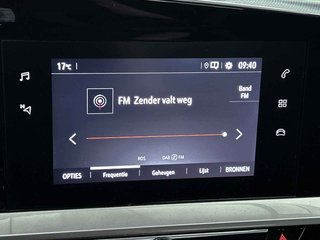 17°C
09:40
FM Zender valt weg
Band
FM
N
RDS
DAB FM
OPTIES
Frequentie
Geheugen
Lijst
BRONNEN